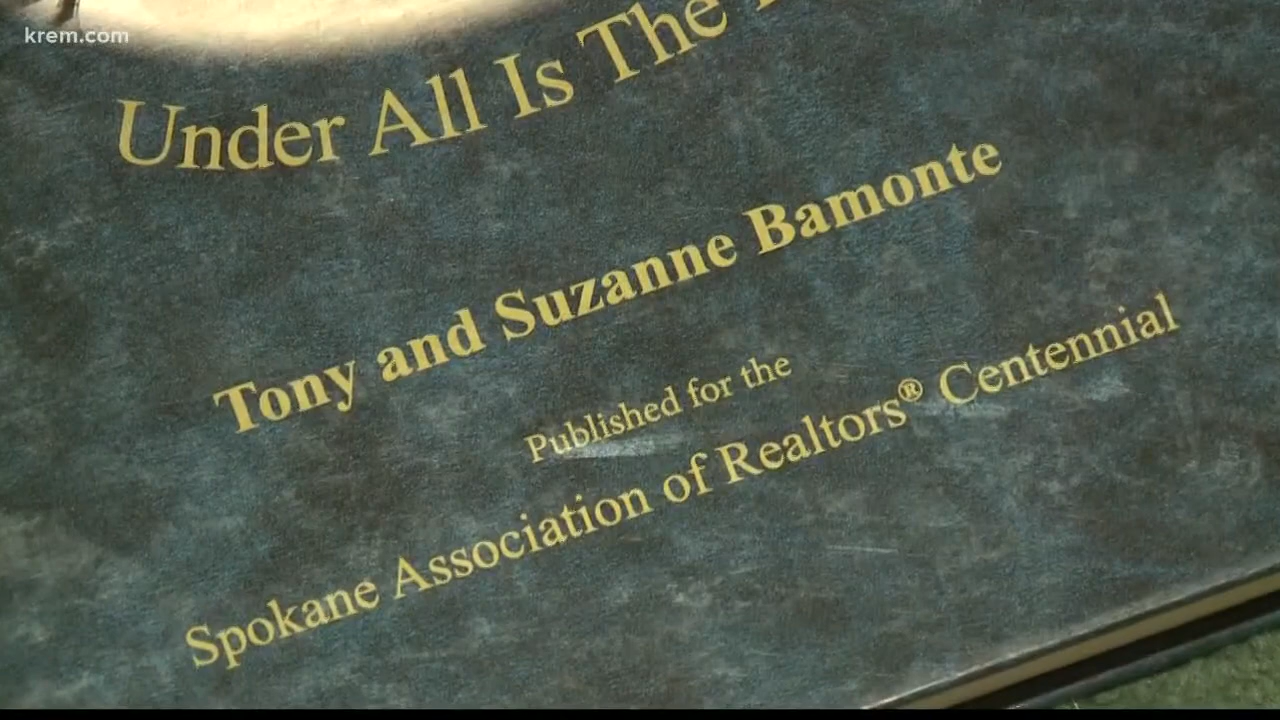 krem.com
Under All Is The
Tony and Suzanne Bamonte
Published for the
Spokane Association of Realtors® Centennial